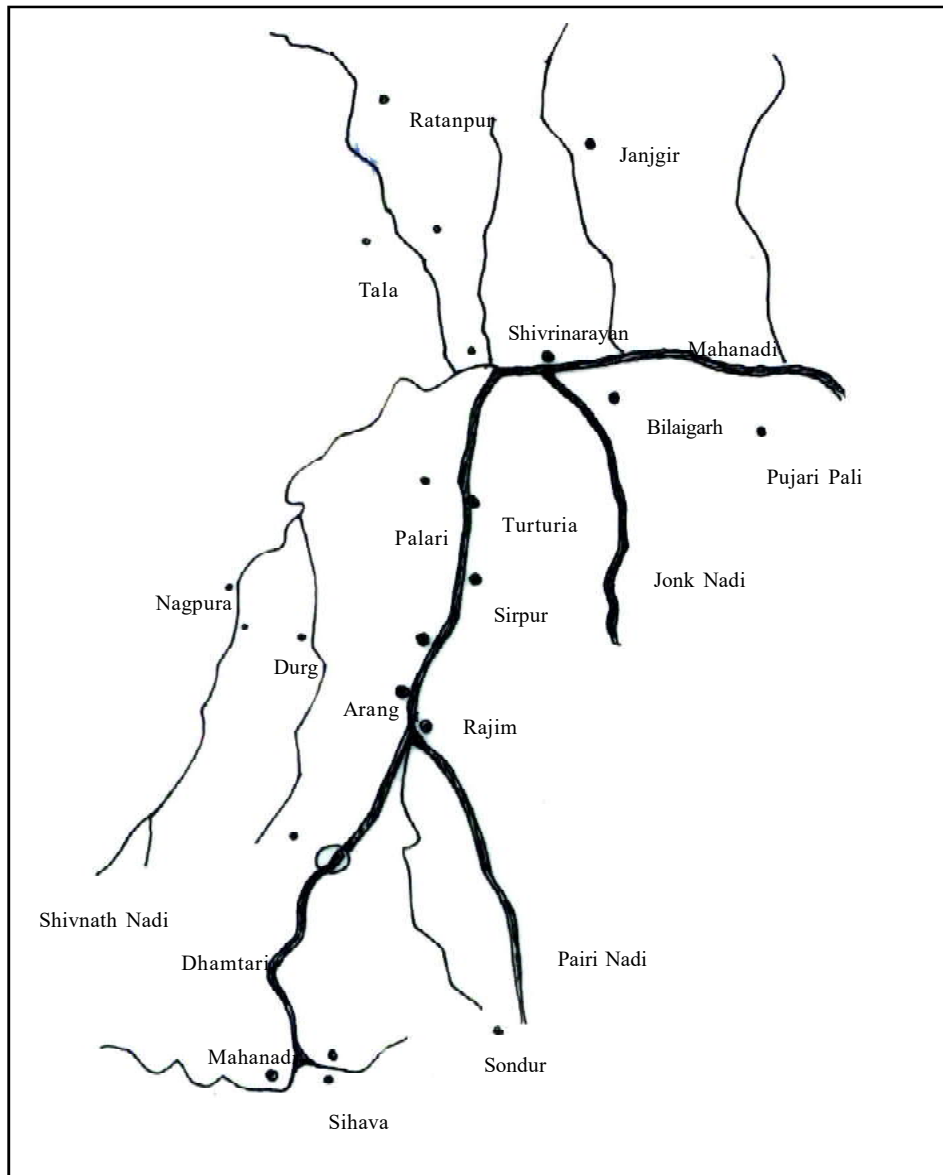 Ratanpur
Janjgir
Tala
Shivrinarayan
Mahanadi
Bilaigarh
Pujari Pali
Palari
Turturia
Jonk Nadi
Nagpura
Sirpur
Durg
Arang
Rajim
Shivnath Nadi
Dhamtari
Pairi Nadi
Mahanadi
Sondur
Sihava